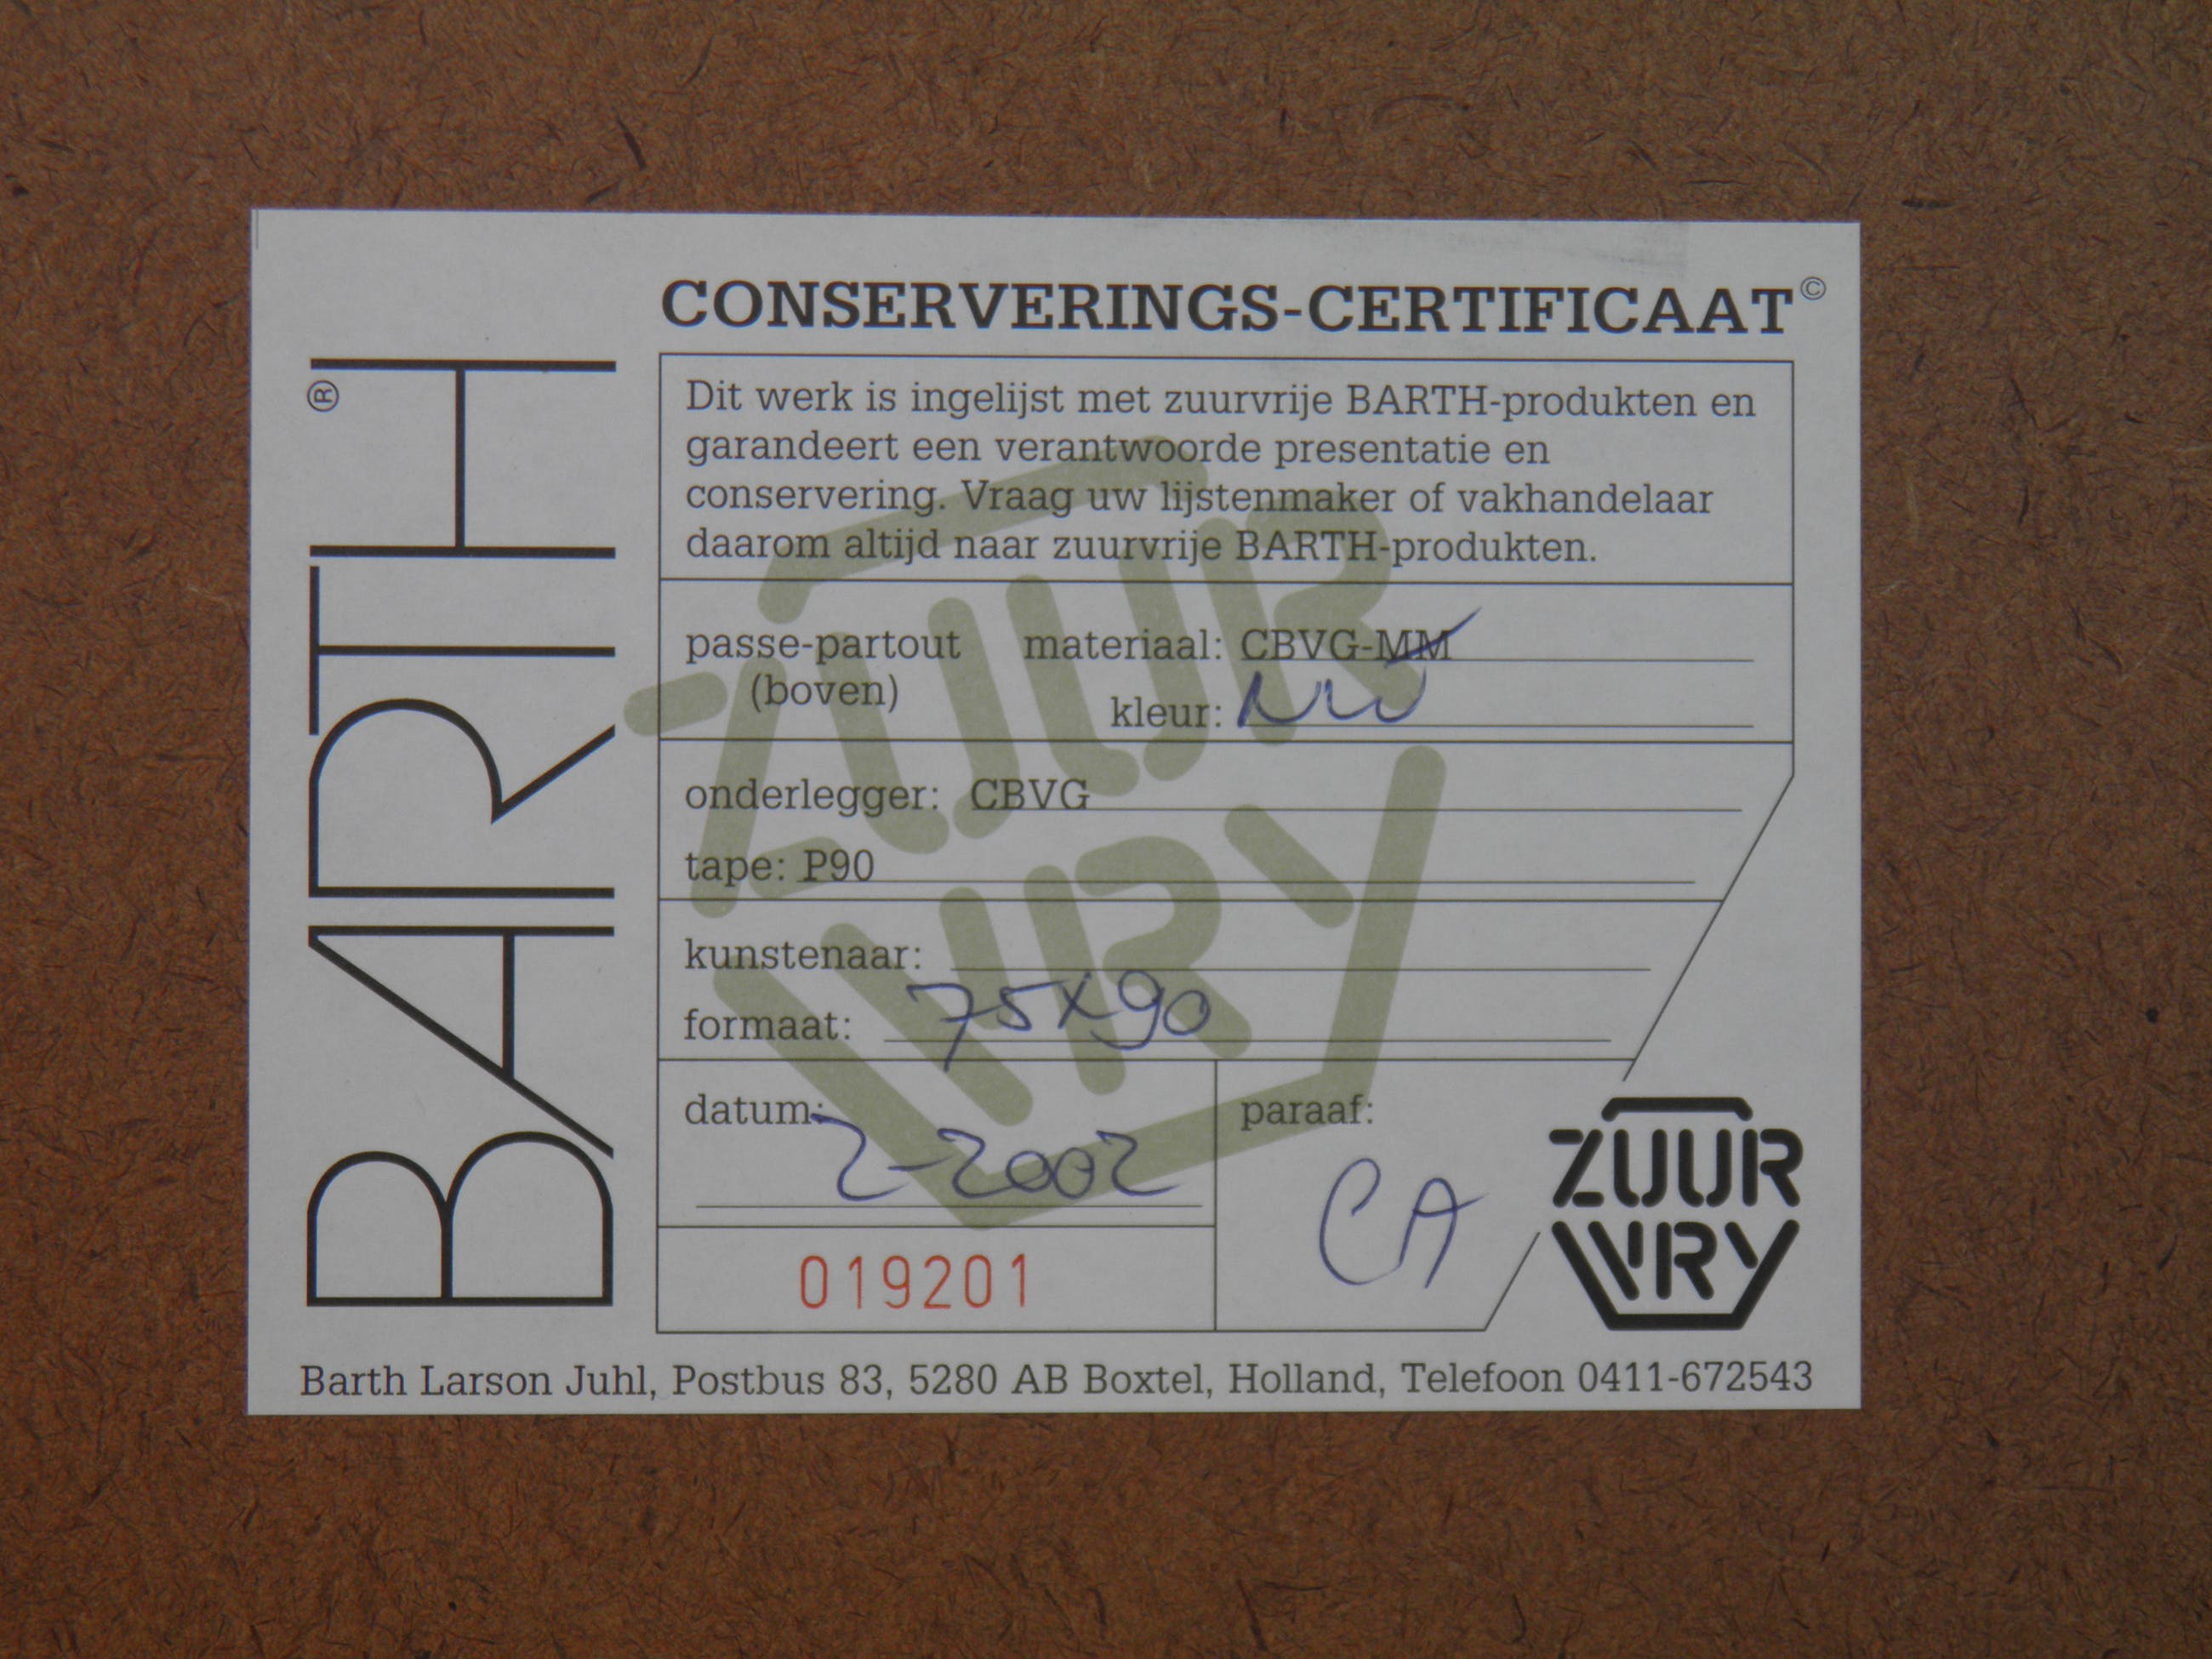 CONSERVERINGS-CERTIFICAAT©
BARTH®
Dit werk is ingelijst met zuurvrije BARTH-produkten en
garandeert een verantwoorde presentatie en
conservering. Vraag uw lijstenmaker of vakhandelaar
daarom altijd naar zuurvrije BARTH-produkten.
passe-partout materiaal: CBVG-MM
(boven) kleur:
onderlegger: CBVG
tape: P90
kunstenaar:
formaat: 75x90
datum: 2-2002
paraaf: CA
019201
ZUUR
VRY
ZUUR
VRY
Barth Larson Juhl, Postbus 83, 5280 AB Boxtel, Holland, Telefoon 0411-672543